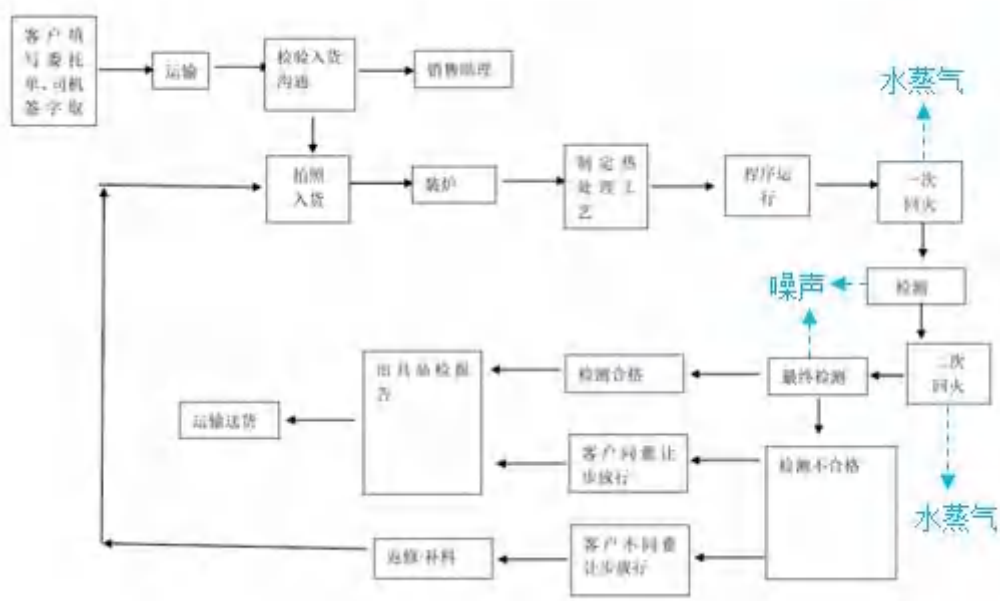 客户填
写委托
单、司机
签字取
运输
检验入货
沟通
销售助理
水蒸气
拍照
入货
装炉
制定热
处理工
艺
程序运
行
一次
回火
噪声
检测
出具品检报
告
检测合格
最终检测
二次
回火
运输送货
客户同意让
步放行
检测不合格
水蒸气
返修/补料
客户不同意
让步放行